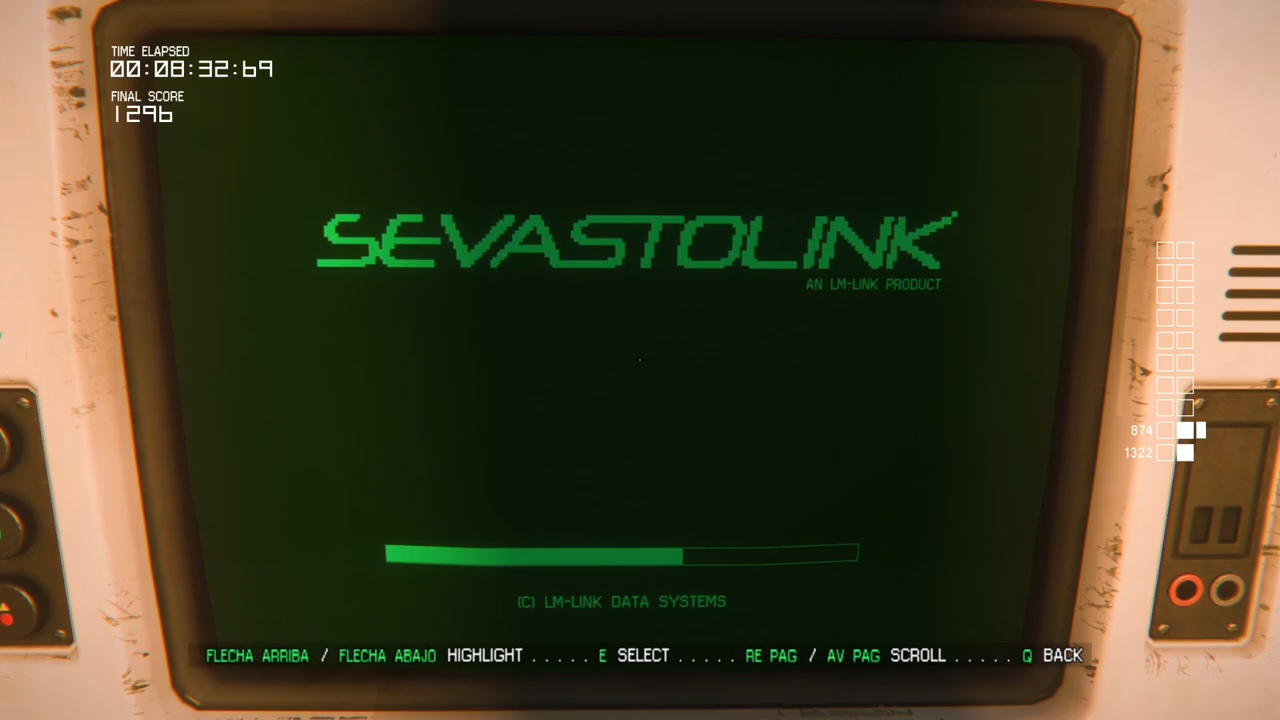 TIME ELAPSED
00:08:32:69
FINAL SCORE
1296
SEVASTOLINK
AN LM-LINK PRODUCT
874
1322
(C) LM-LINK DATA SYSTEMS
FLECHA ARRIBA / FLECHA ABAJO HIGHLIGHT ..... E SELECT ..... RE PAG / AV PAG SCROLL ..... Q BACK